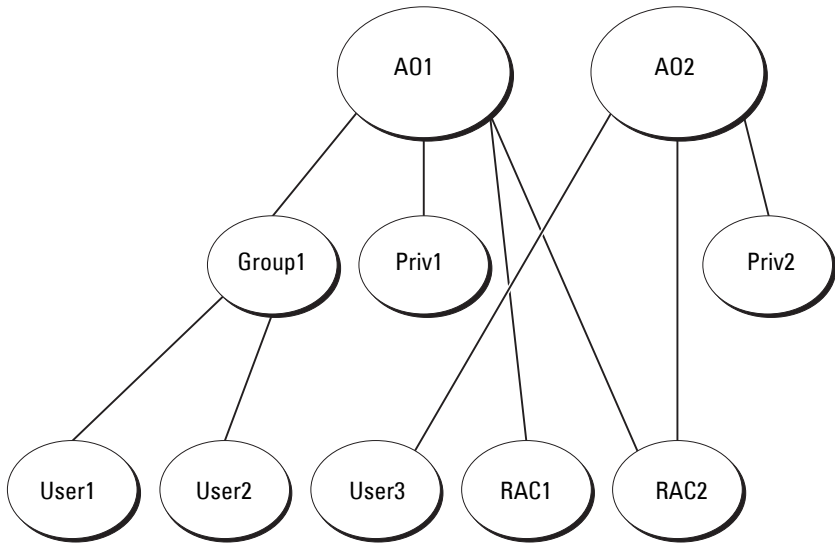 AO1
AO2
Group1
Priv1
Priv2
User1
User2
User3
RAC1
RAC2